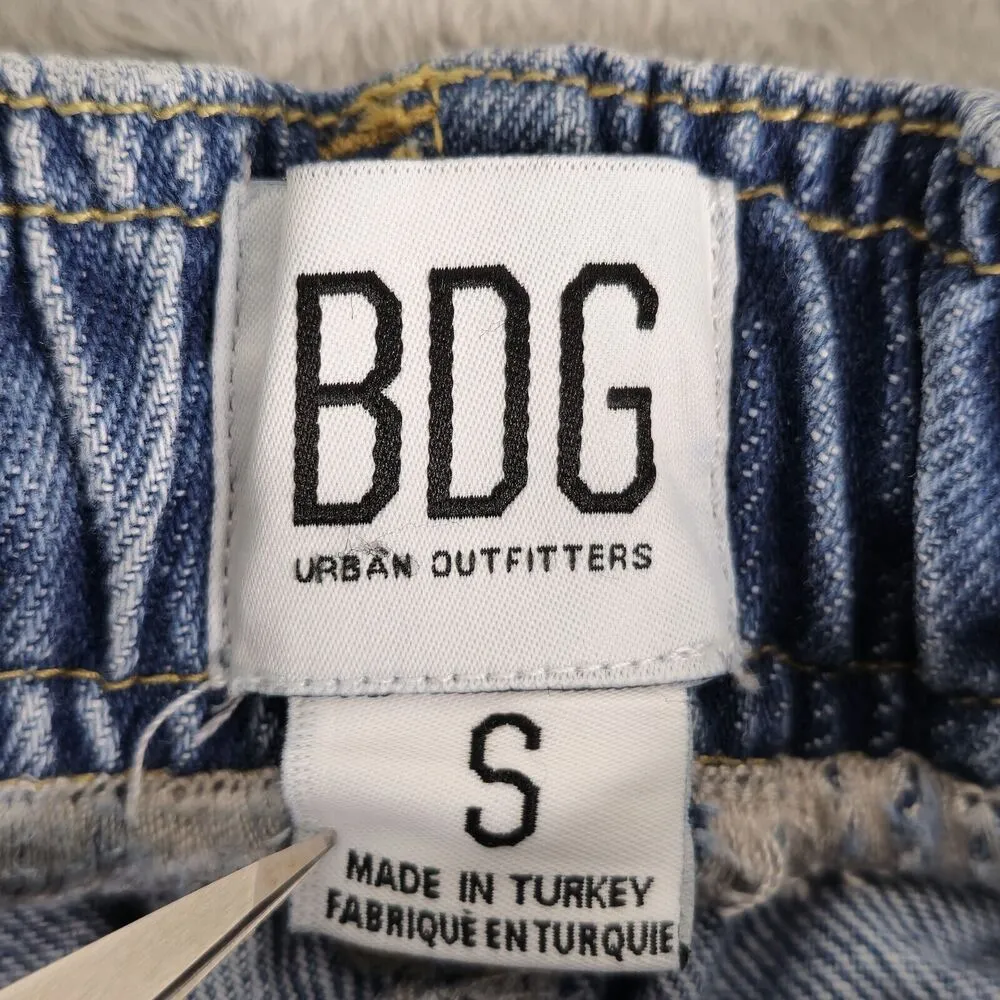 BDG
URBAN OUTFITTERS
S
MADE IN TURKEY
FABRIQUÈ EN TURQUIE